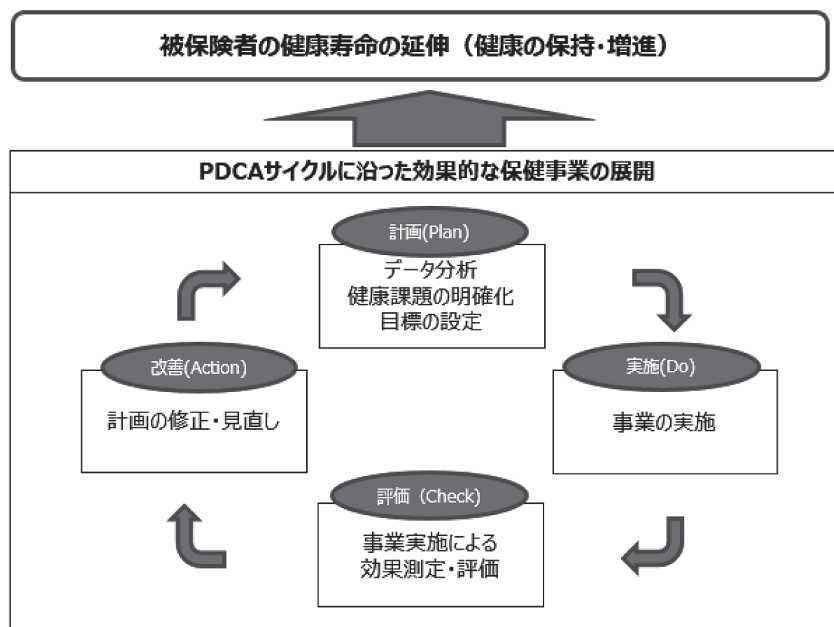 被保険者の健康寿命の延伸（健康の保持・増進）
PDCAサイクルに沿った効果的な保健事業の展開
計画(Plan)
データ分析
健康課題の明確化
目標の設定
改善(Action)
計画の修正・見直し
実施(Do)
事業の実施
評価（Check)
事業実施による
効果測定・評価